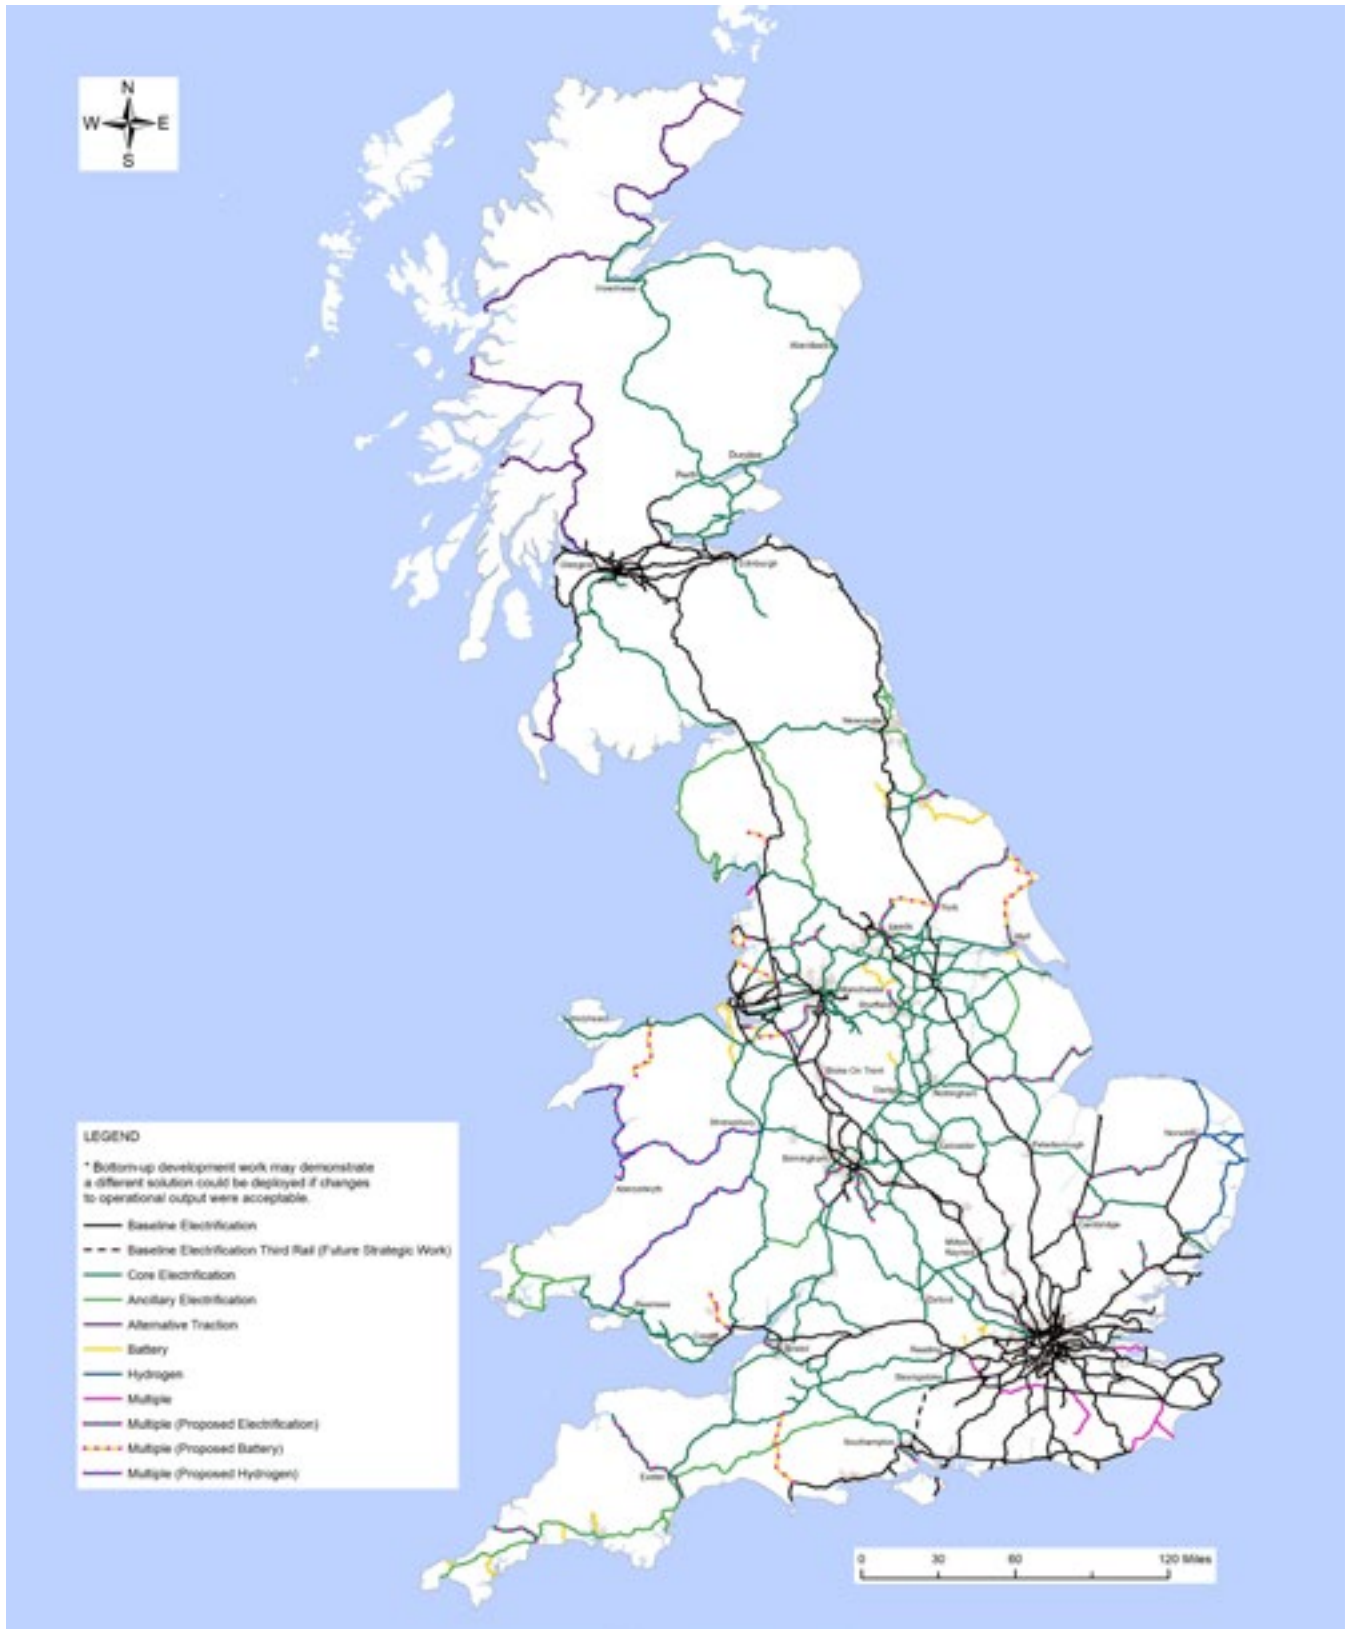 N
W E
S
Inverness
Aberdeen
Dundee
Perth
Glasgow
Edinburgh
Newcastle
York
Leeds
Hull
Manchester
Sheffield
Holyhead
Stoke On Trent
Derby
Nottingham
Shrewsbury
Leicester
Peterborough
Norwich
Birmingham
Aberystwyth
Cambridge
Milton
Keynes
Swansea
Oxford
Cardiff
Bristol
Reading
Basingstoke
Southampton
Exeter
LEGEND
* Bottom-up development work may demonstrate
a different solution could be deployed if changes
to operational output were acceptable.
Baseline Electrification
Baseline Electrification Third Rail (Future Strategic Work)
Core Electrification
Ancillary Electrification
Alternative Traction
Battery
Hydrogen
Multiple
Multiple (Proposed Electrification)
Multiple (Proposed Battery)
Multiple (Proposed Hydrogen)
0 30 60 120 Miles